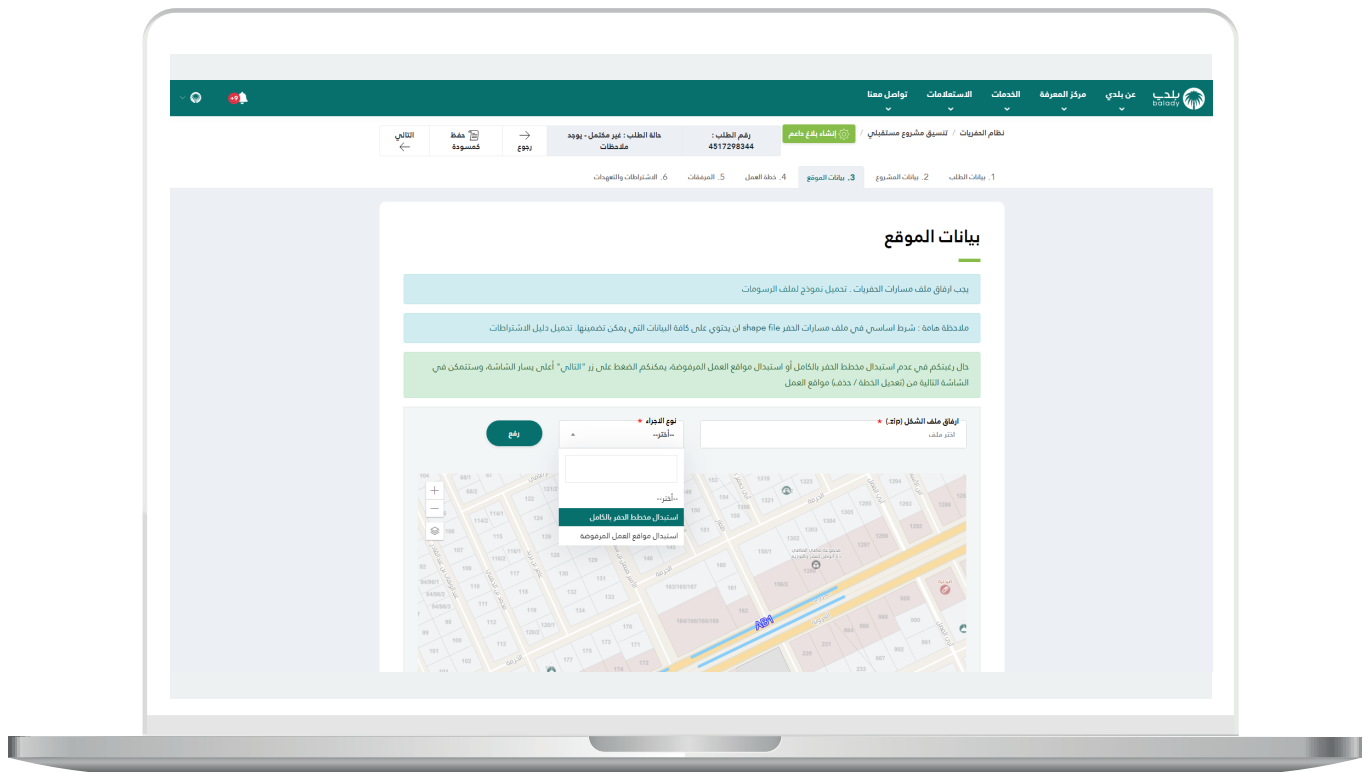 بلدي
balady
عن بلدي
مركز المعرفة
الخدمات
الاستعلامات
تواصل معنا
+9
نظام الحفريات / تنسيق مشروع مستقبلي /
إنشاء بلاغ داعم
رقم الطلب :
4517298344
حالة الطلب : غير مكتمل - يوجد
ملاحظات
رجوع
حفظ
كمسودة
التالي
1. بيانات الطلب
2. بيانات المشروع
3. بيانات الموقع
4. خطة العمل
5. المرفقات
6. الاشتراطات والتعهدات
بيانات الموقع
يجب ارفاق ملف مسارات الحفريات . تحميل نموذج لملف الرسومات
ملاحظة هامة : شرط اساسي في ملف مسارات الحفر shape file ان يحتوي على كافة البيانات التي يمكن تضمينها. تحميل دليل الاشتراطات
حال رغبتكم في عدم استبدال مخطط الحفر بالكامل أو استبدال مواقع العمل المرفوضة، يمكنكم الضغط على زر "التالي" أعلى يسار الشاشة، وستتمكن في
الشاشة التالية من (تعديل الخطة / حذف) مواقع العمل
ارفاق ملف الشكل (zip.) *
اختر ملف
نوع الاجراء *
--أختر--
رفع
--أختر--
استبدال مخطط الحفر بالكامل
استبدال مواقع العمل المرفوضة
+
−
AB1